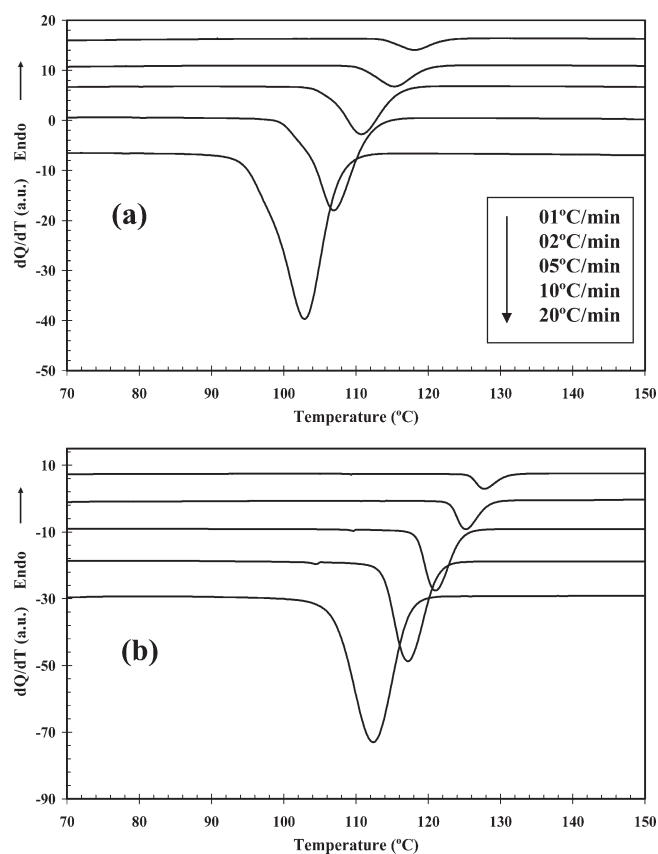 20
10
0
-10
-20
-30
-40
-50
dQ/dT (a.u.) Endo
(a)
01ºC/min
02ºC/min
05ºC/min
10ºC/min
20ºC/min
70 80 90 100 110 120 130 140 150
Temperature (ºC)
10
-10
-30
-50
-70
-90
dQ/dT (a.u.) Endo
(b)
70 80 90 100 110 120 130 140 150
Temperature (ºC)